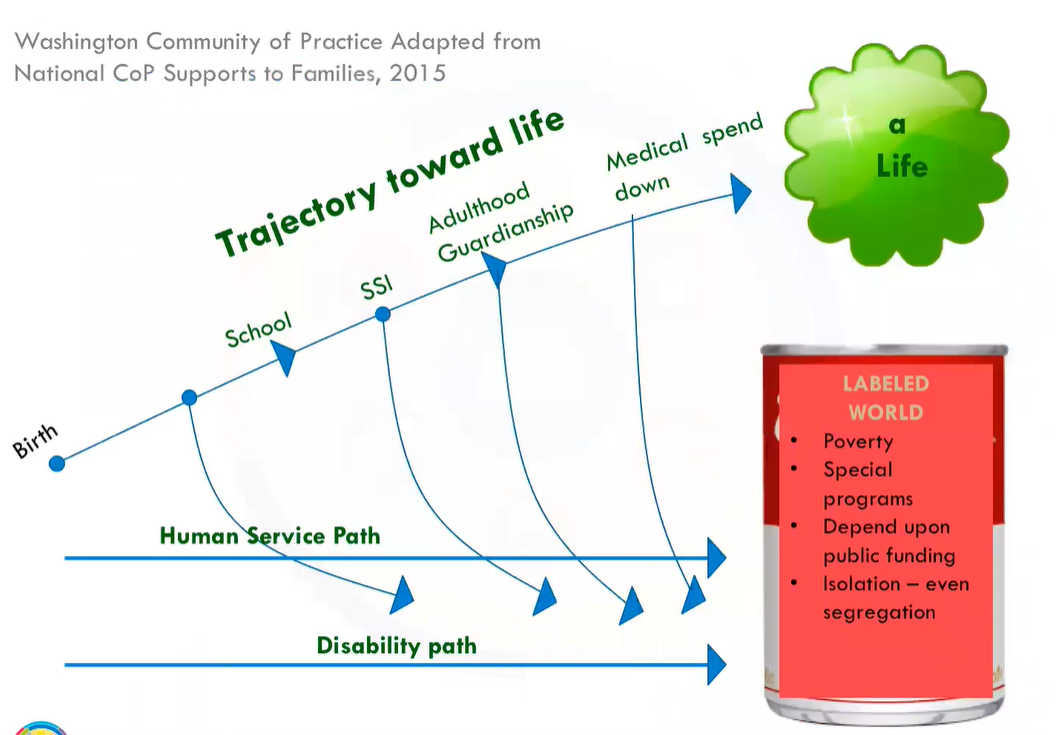 Washington Community of Practice Adapted from
National CoP Supports to Families, 2015
Trajectory toward life
a
Life
Medical spend
down
Adulthood
Guardianship
SSI
School
Birth
LABELED
WORLD
• Poverty
• Special
programs
• Depend upon
public funding
• Isolation – even
segregation
Human Service Path
Disability path